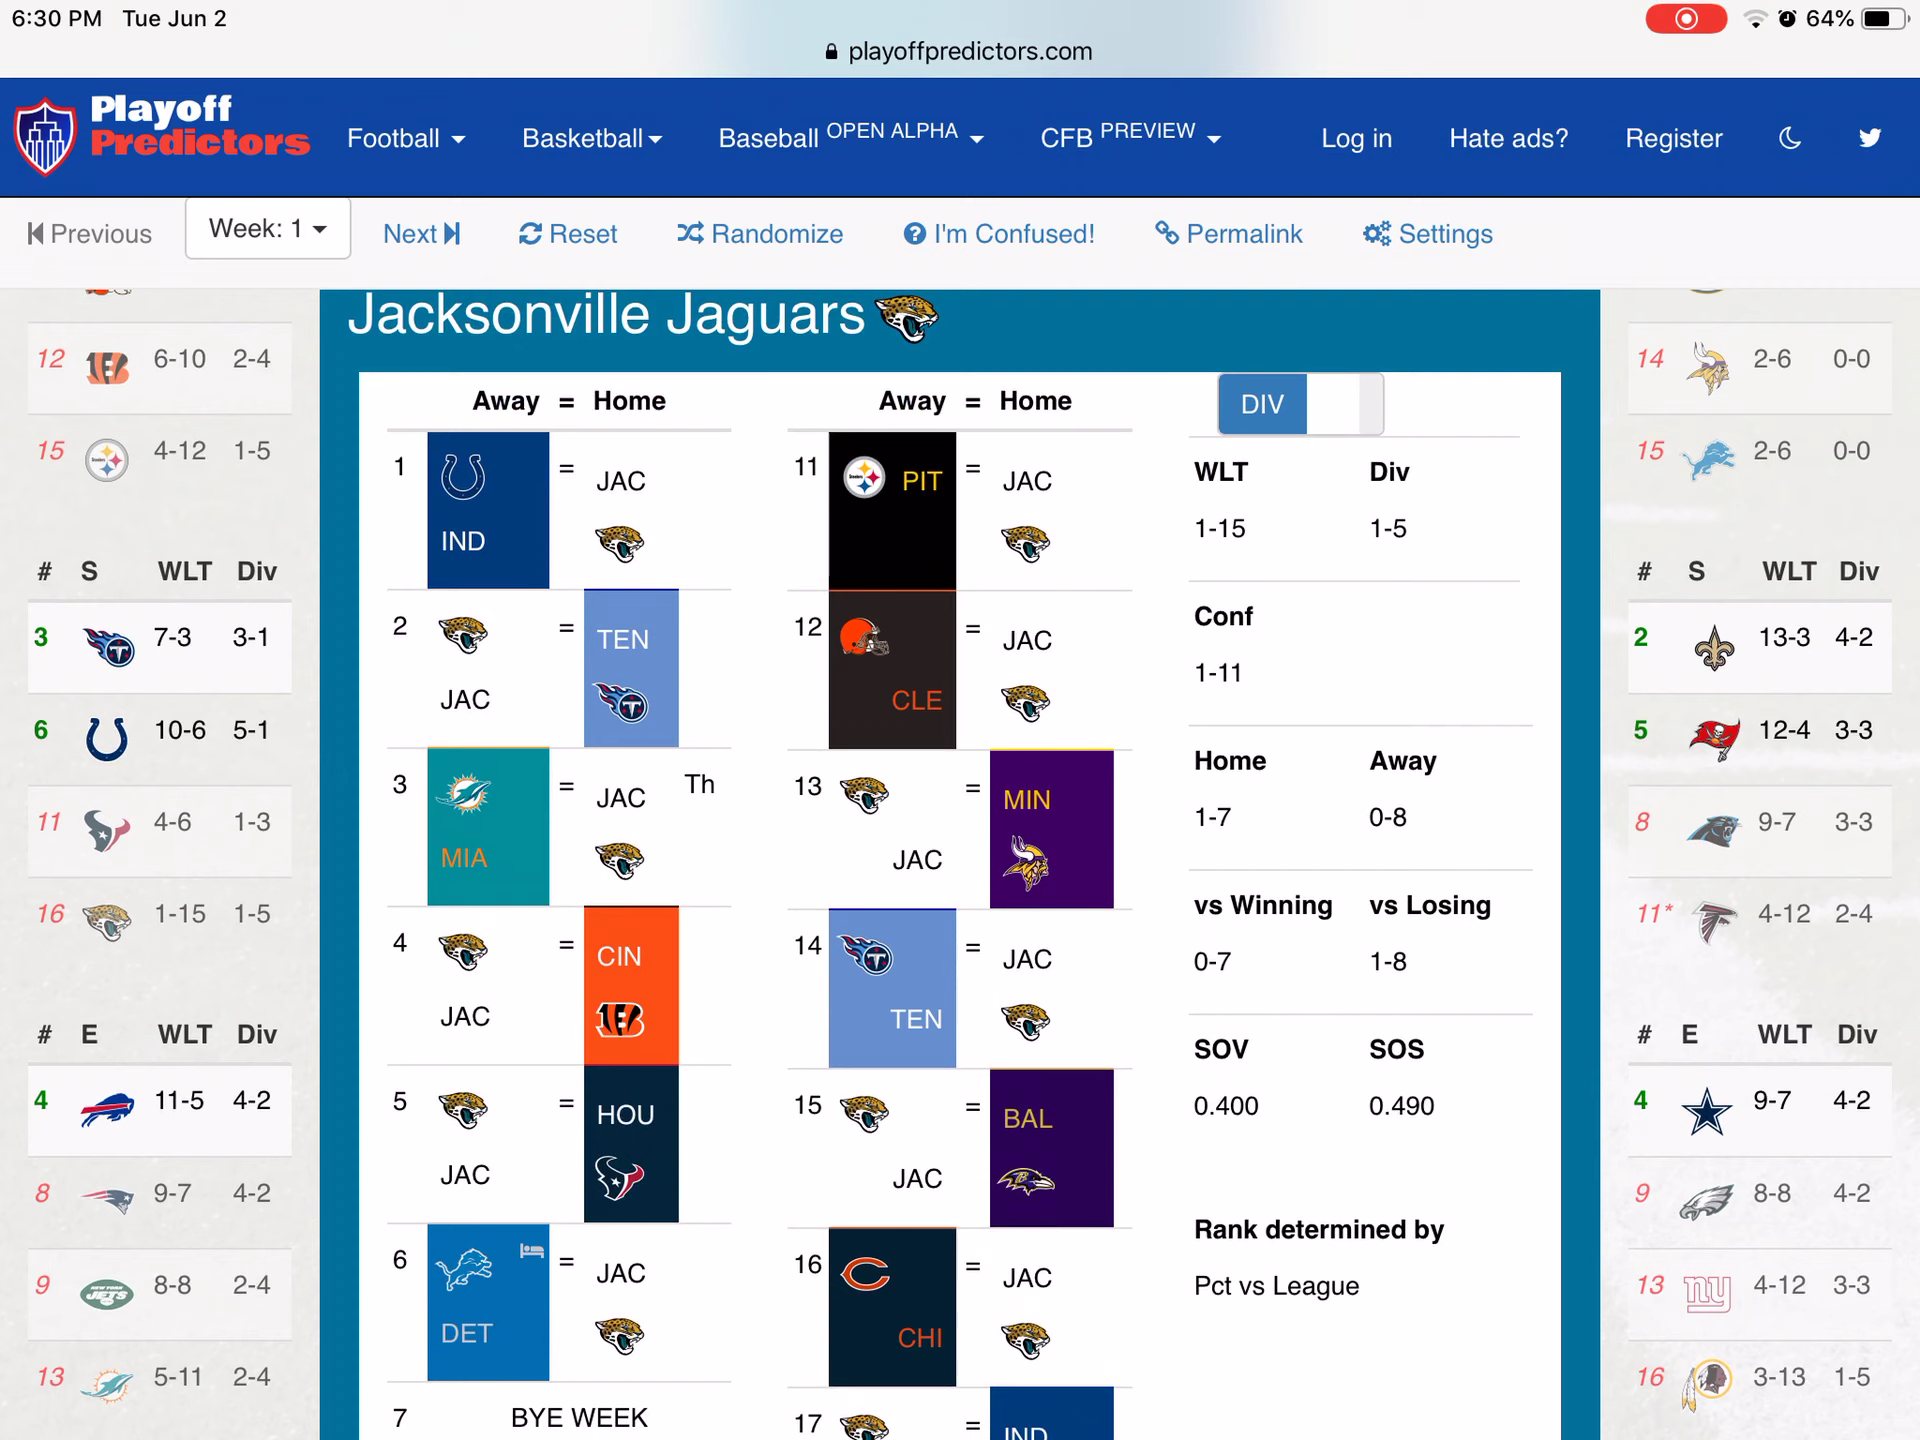 6:30 PM Tue Jun 2
64%
playoffpredictors.com
Playoff
Predictors
Football
Basketball
Baseball OPEN ALPHA
CFB PREVIEW
Log in
Hate ads?
Register
Previous
Week: 1
Next
Reset
Randomize
I'm Confused!
Permalink
Settings
12 6-10 2-4
15 4-12 1-5
# S WLT Div
3 7-3 3-1
6 10-6 5-1
11 4-6 1-3
16 1-15 1-5
# E WLT Div
4 11-5 4-2
8 9-7 4-2
9 8-8 2-4
13 5-11 2-4
Jacksonville Jaguars
Away = Home
1 IND = JAC
2 JAC = TEN
3 MIA = JAC Th
4 JAC = CIN
5 JAC = HOU
6 DET = JAC
7 BYE WEEK
Away = Home
11 PIT = JAC
12 CLE = JAC
13 JAC = MIN
14 TEN = JAC
15 JAC = BAL
16 CHI = JAC
17 = IND
DIV
WLT Div
1-15 1-5
Conf
1-11
Home Away
1-7 0-8
vs Winning vs Losing
0-7 1-8
SOV SOS
0.400 0.490
Rank determined by
Pct vs League
14 2-6 0-0
15 2-6 0-0
# S WLT Div
2 13-3 4-2
5 12-4 3-3
8 9-7 3-3
11* 4-12 2-4
# E WLT Div
4 9-7 4-2
9 8-8 4-2
13 ny 4-12 3-3
16 3-13 1-5